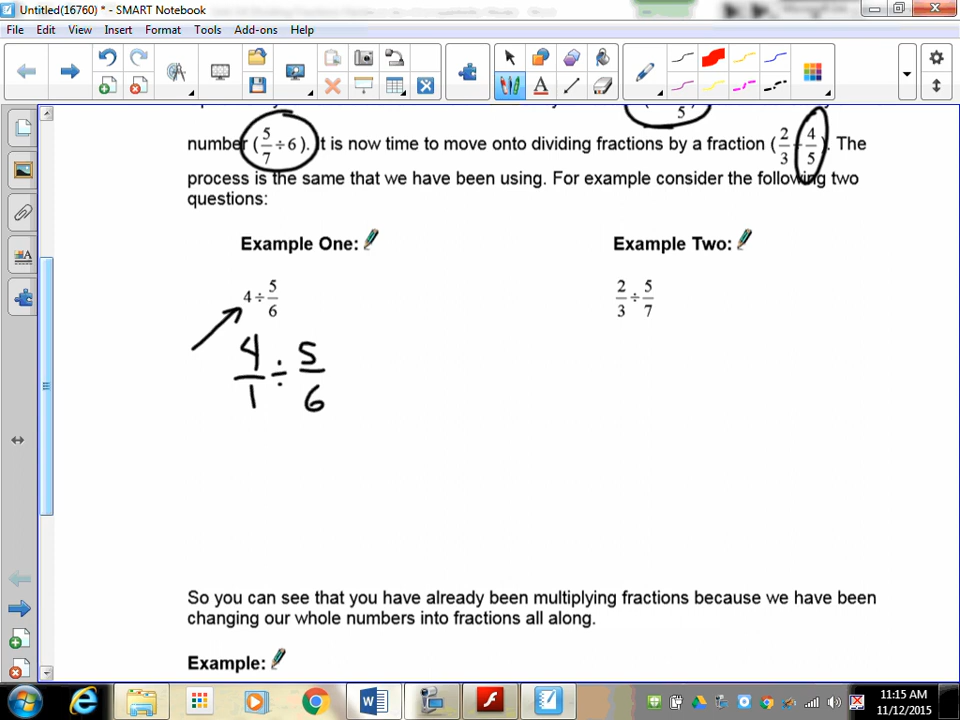 Untitled(16760) * - SMART Notebook
File Edit View Insert Format Tools Add-ons Help
5
number ( 5/7 ÷ 6 ). It is now time to move onto dividing fractions by a fraction ( 2/3 ÷ 4/5 ). The
process is the same that we have been using. For example consider the following two
questions:
Example One: Example Two:
4 ÷ 5/6 2/3 ÷ 5/7
4/1 ÷ 5/6
So you can see that you have already been multiplying fractions because we have been
changing our whole numbers into fractions all along.
Example:
11:15 AM
11/12/2015